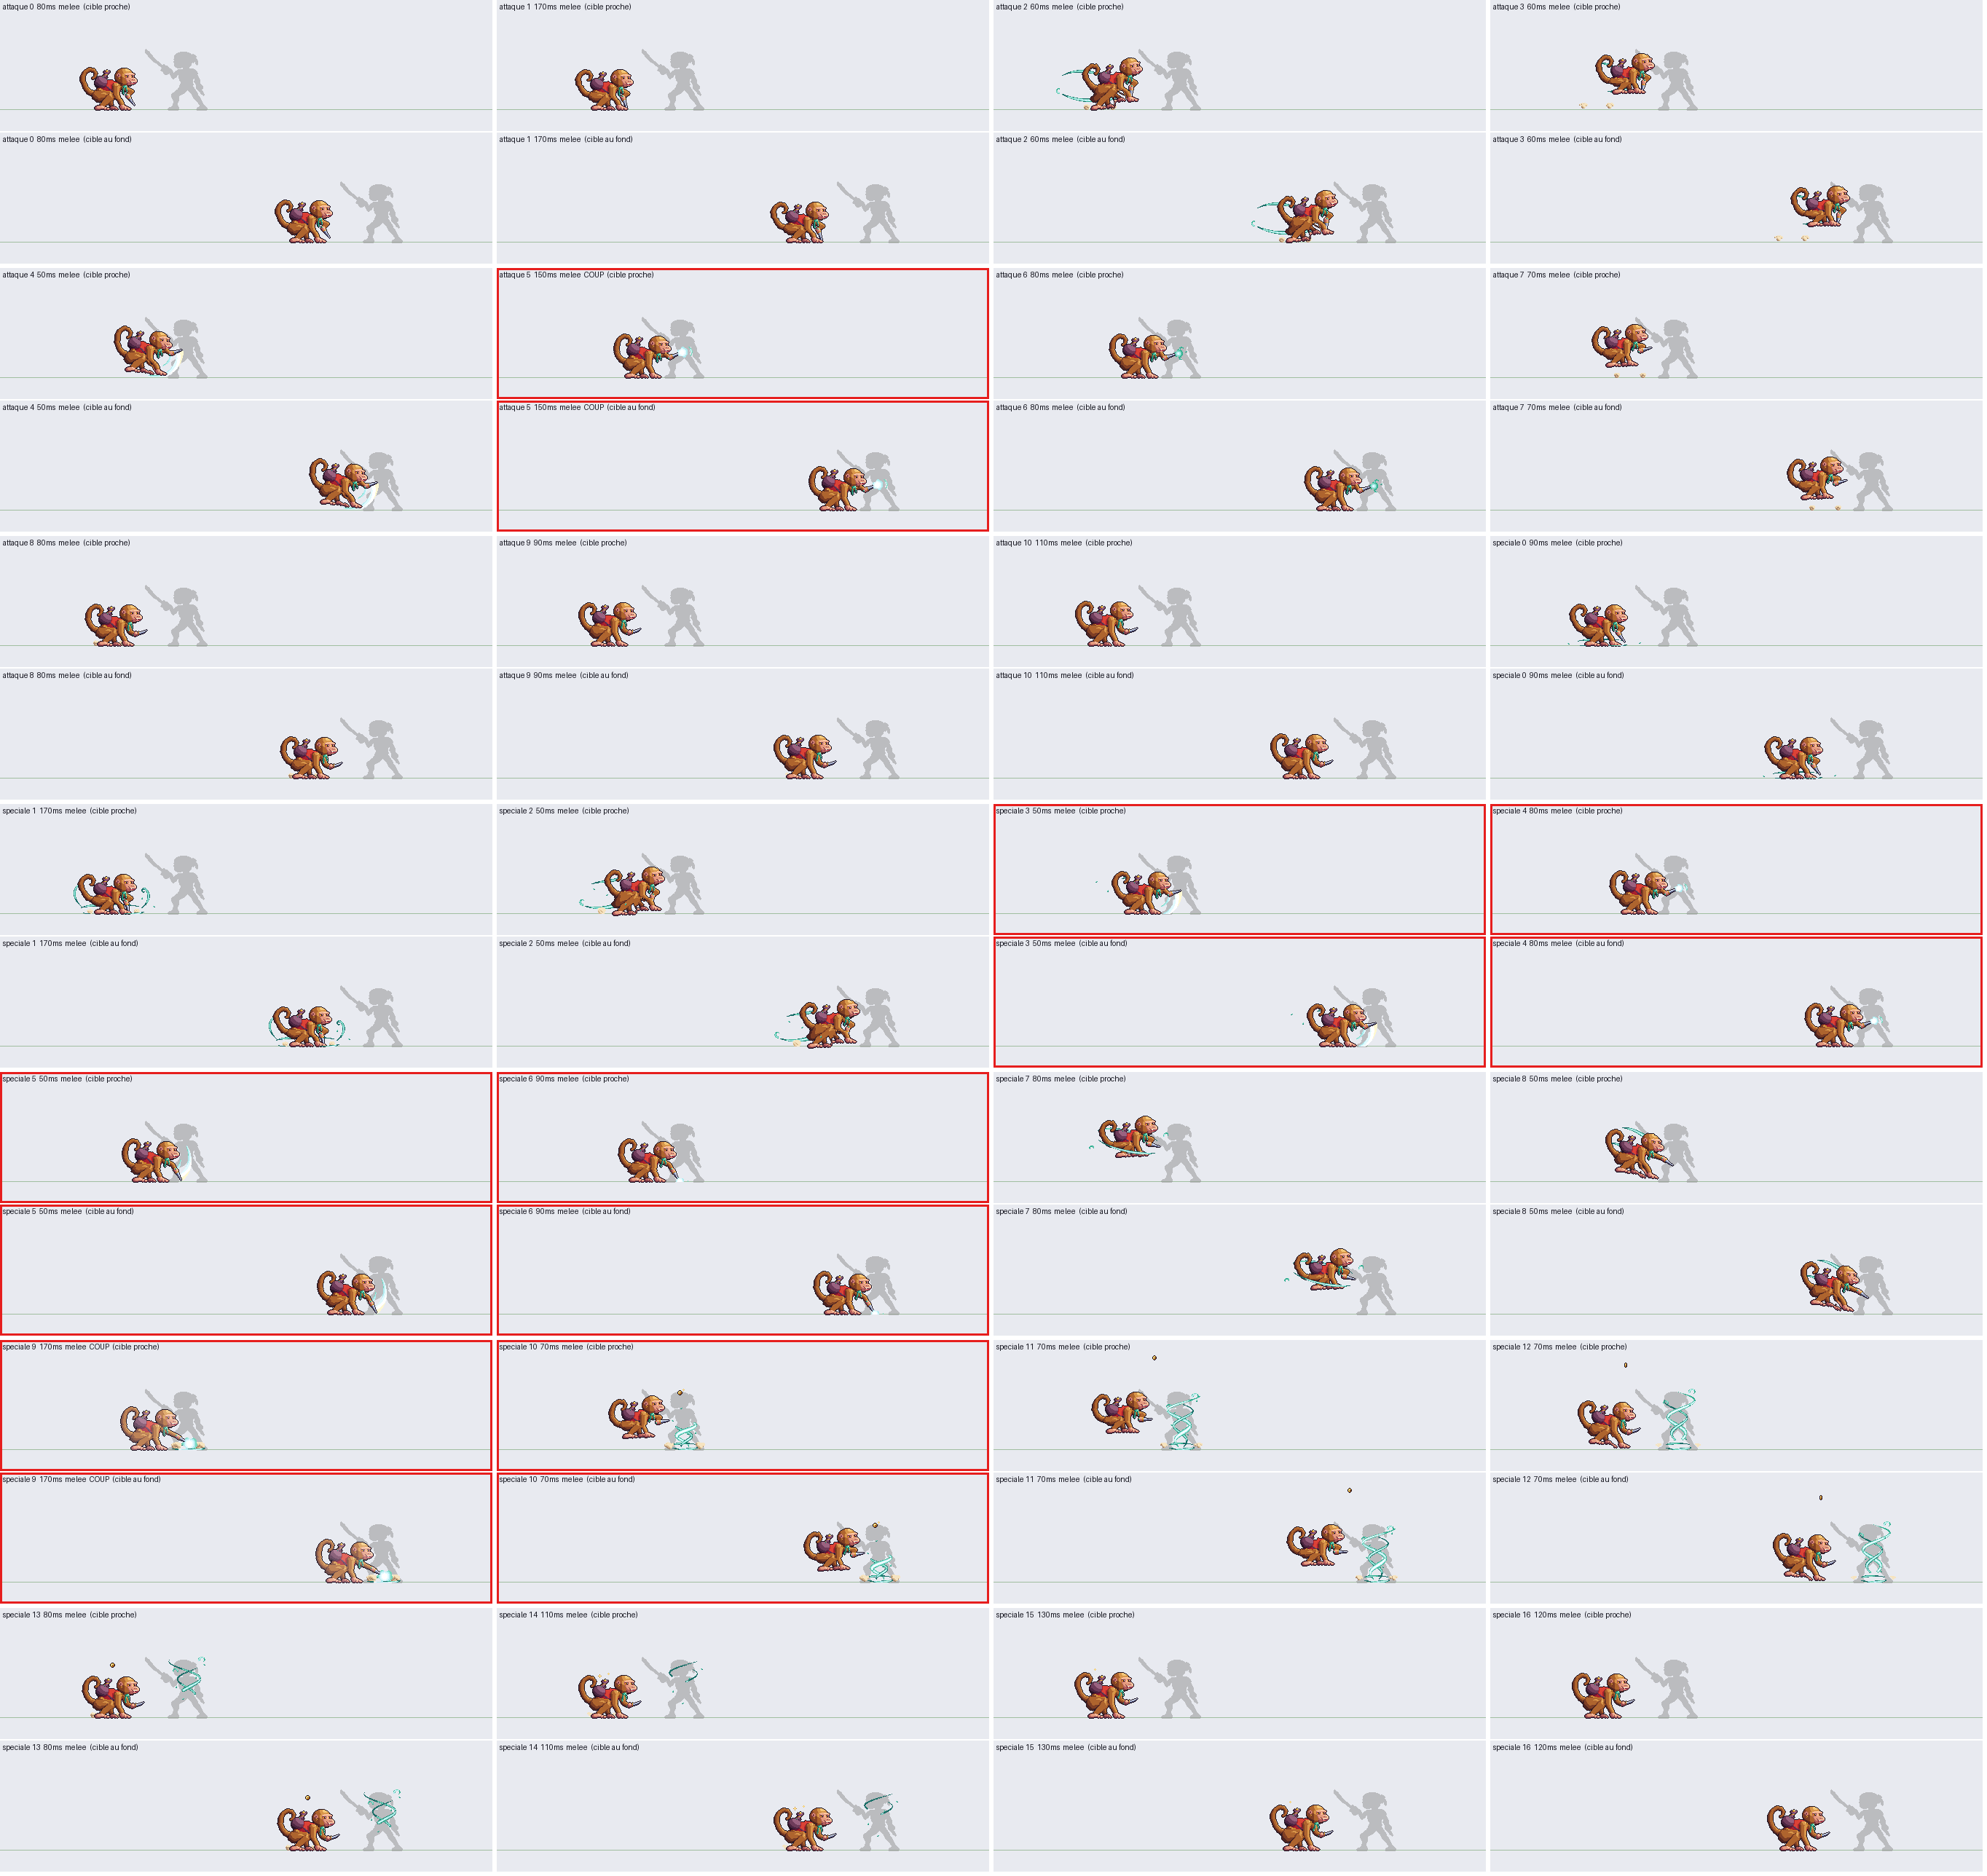 attaque 0 80ms melee (cible proche)
attaque 1 170ms melee (cible proche)
attaque 2 60ms melee (cible proche)
attaque 3 60ms melee (cible proche)
attaque 0 80ms melee (cible au fond)
attaque 1 170ms melee (cible au fond)
attaque 2 60ms melee (cible au fond)
attaque 3 60ms melee (cible au fond)
attaque 4 50ms melee (cible proche)
attaque 5 150ms melee COUP (cible proche)
attaque 6 80ms melee (cible proche)
attaque 7 70ms melee (cible proche)
attaque 4 50ms melee (cible au fond)
attaque 5 150ms melee COUP (cible au fond)
attaque 6 80ms melee (cible au fond)
attaque 7 70ms melee (cible au fond)
attaque 8 80ms melee (cible proche)
attaque 9 90ms melee (cible proche)
attaque 10 110ms melee (cible proche)
speciale 0 90ms melee (cible proche)
attaque 8 80ms melee (cible au fond)
attaque 9 90ms melee (cible au fond)
attaque 10 110ms melee (cible au fond)
speciale 0 90ms melee (cible au fond)
speciale 1 170ms melee (cible proche)
speciale 2 50ms melee (cible proche)
speciale 3 50ms melee (cible proche)
speciale 4 80ms melee (cible proche)
speciale 1 170ms melee (cible au fond)
speciale 2 50ms melee (cible au fond)
speciale 3 50ms melee (cible au fond)
speciale 4 80ms melee (cible au fond)
speciale 5 50ms melee (cible proche)
speciale 6 90ms melee (cible proche)
speciale 7 80ms melee (cible proche)
speciale 8 50ms melee (cible proche)
speciale 5 50ms melee (cible au fond)
speciale 6 90ms melee (cible au fond)
speciale 7 80ms melee (cible au fond)
speciale 8 50ms melee (cible au fond)
speciale 9 170ms melee COUP (cible proche)
speciale 10 70ms melee (cible proche)
speciale 11 70ms melee (cible proche)
speciale 12 70ms melee (cible proche)
speciale 9 170ms melee COUP (cible au fond)
speciale 10 70ms melee (cible au fond)
speciale 11 70ms melee (cible au fond)
speciale 12 70ms melee (cible au fond)
speciale 13 80ms melee (cible proche)
speciale 14 110ms melee (cible proche)
speciale 15 130ms melee (cible proche)
speciale 16 120ms melee (cible proche)
speciale 13 80ms melee (cible au fond)
speciale 14 110ms melee (cible au fond)
speciale 15 130ms melee (cible au fond)
speciale 16 120ms melee (cible au fond)